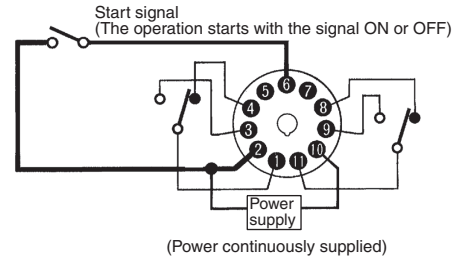 Start signal
(The operation starts with the signal ON or OFF)
6
5 7
4 8
3 9
2 10
1 11
Power
supply
(Power continuously supplied)